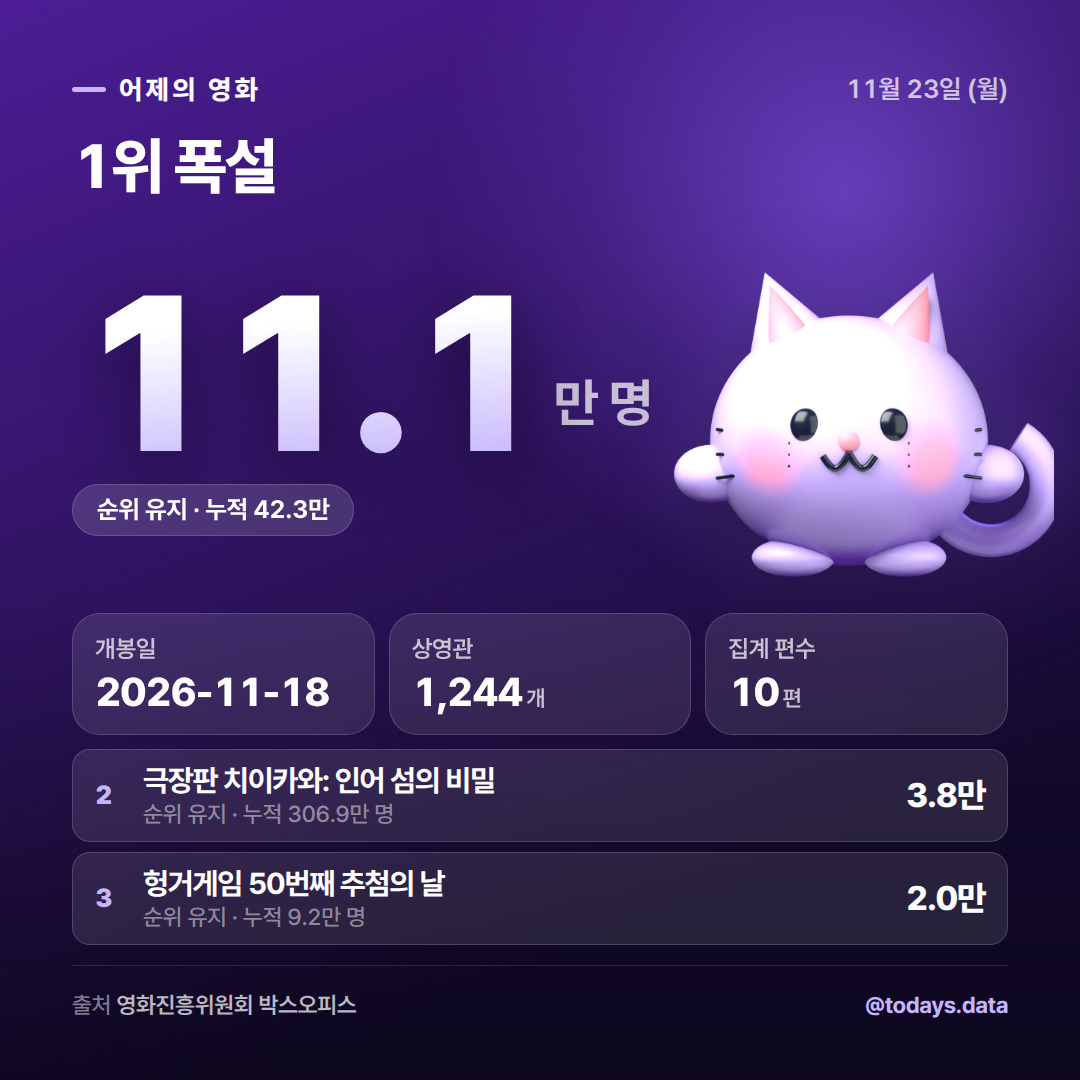 어제의 영화
11월 23일 (월)
1위 폭설
11.1 만 명
순위 유지 · 누적 42.3만
개봉일
2026-11-18
상영관
1,244개
집계 편수
10편
2
극장판 치이카와: 인어 섬의 비밀
순위 유지 · 누적 306.9만 명
3.8만
3
헝거게임 50번째 추첨의 날
순위 유지 · 누적 9.2만 명
2.0만
출처 영화진흥위원회 박스오피스
@todays.data